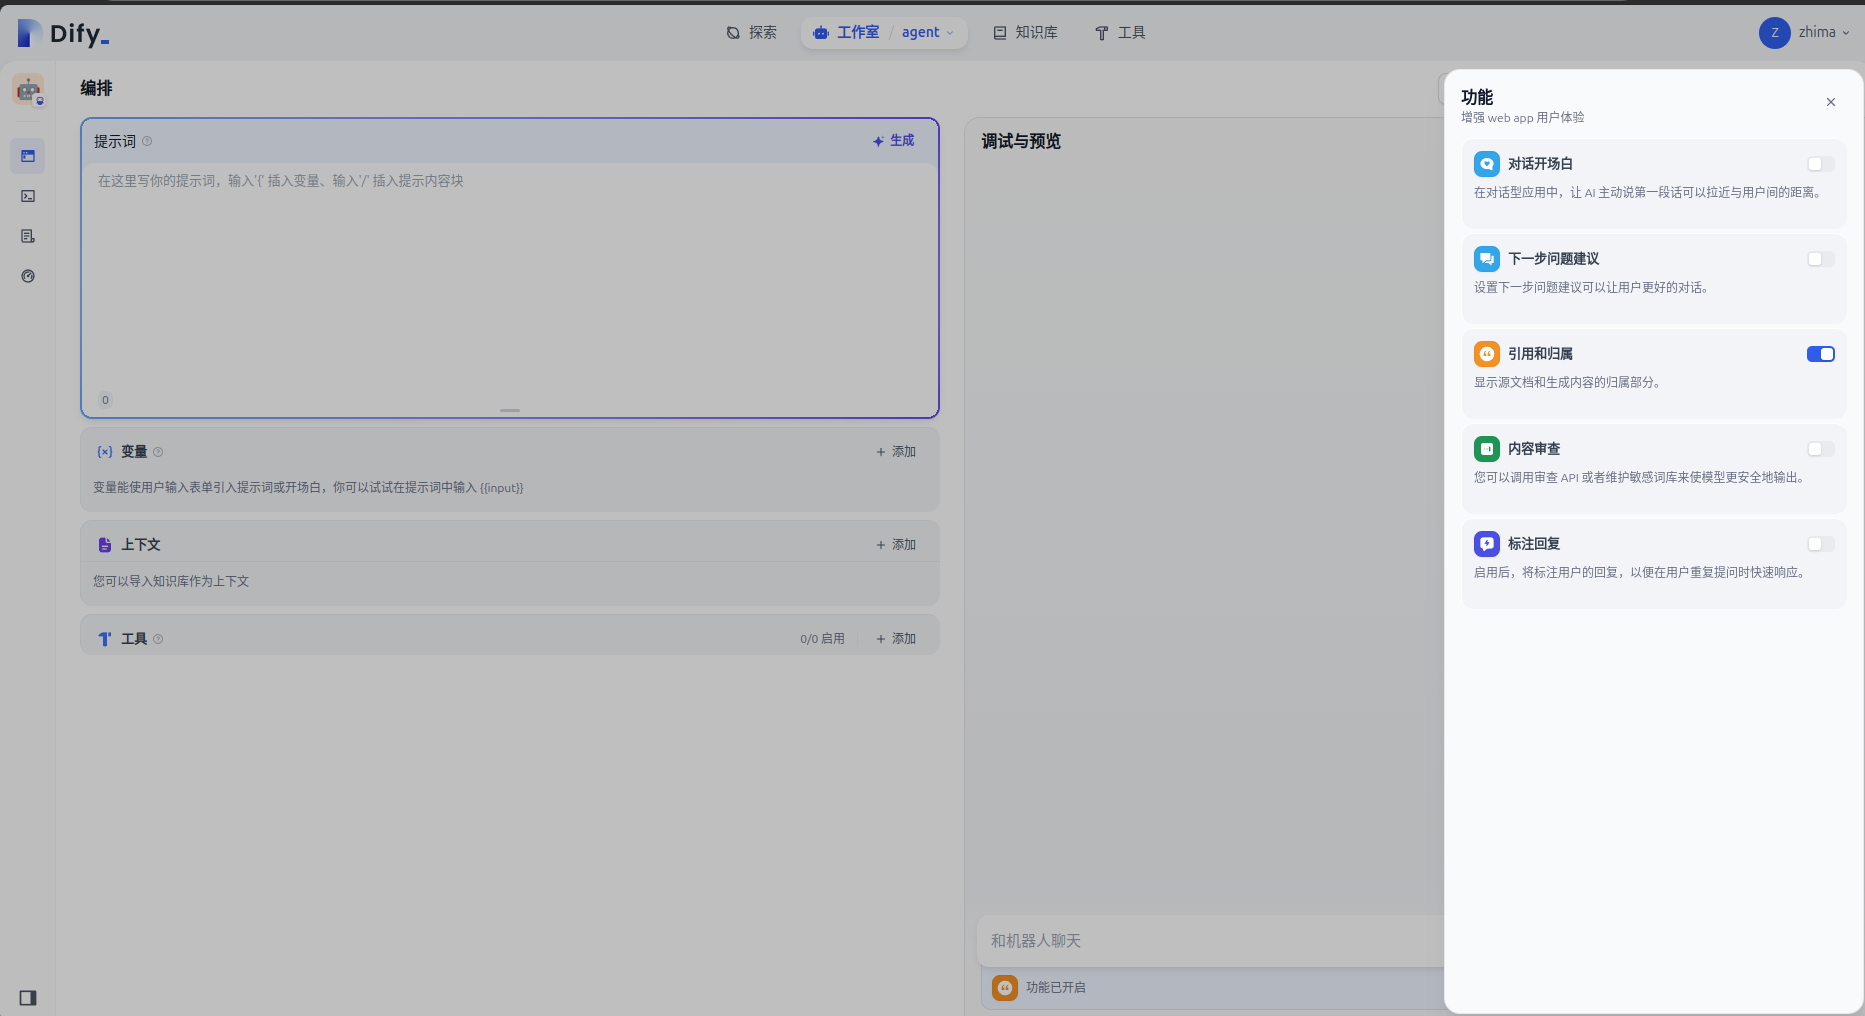 Dify_
探索
工作室 / agent
知识库
工具
Z zhima
编排
提示词
生成
在这里写你的提示词，输入'{' 插入变量、输入'/' 插入提示内容块
0
{x} 变量
+ 添加
变量能使用户输入表单引入提示词或开场白，你可以试试在提示词中输入 {{input}}
上下文
+ 添加
您可以导入知识库作为上下文
工具
0/0 启用
+ 添加
调试与预览
和机器人聊天
功能已开启
功能
增强 web app 用户体验
对话开场白
在对话型应用中，让 AI 主动说第一段话可以拉近与用户间的距离。
下一步问题建议
设置下一步问题建议可以让用户更好的对话。
引用和归属
显示源文档和生成内容的归属部分。
内容审查
您可以调用审查 API 或者维护敏感词库来使模型更安全地输出。
标注回复
启用后，将标注用户的回复，以便在用户重复提问时快速响应。